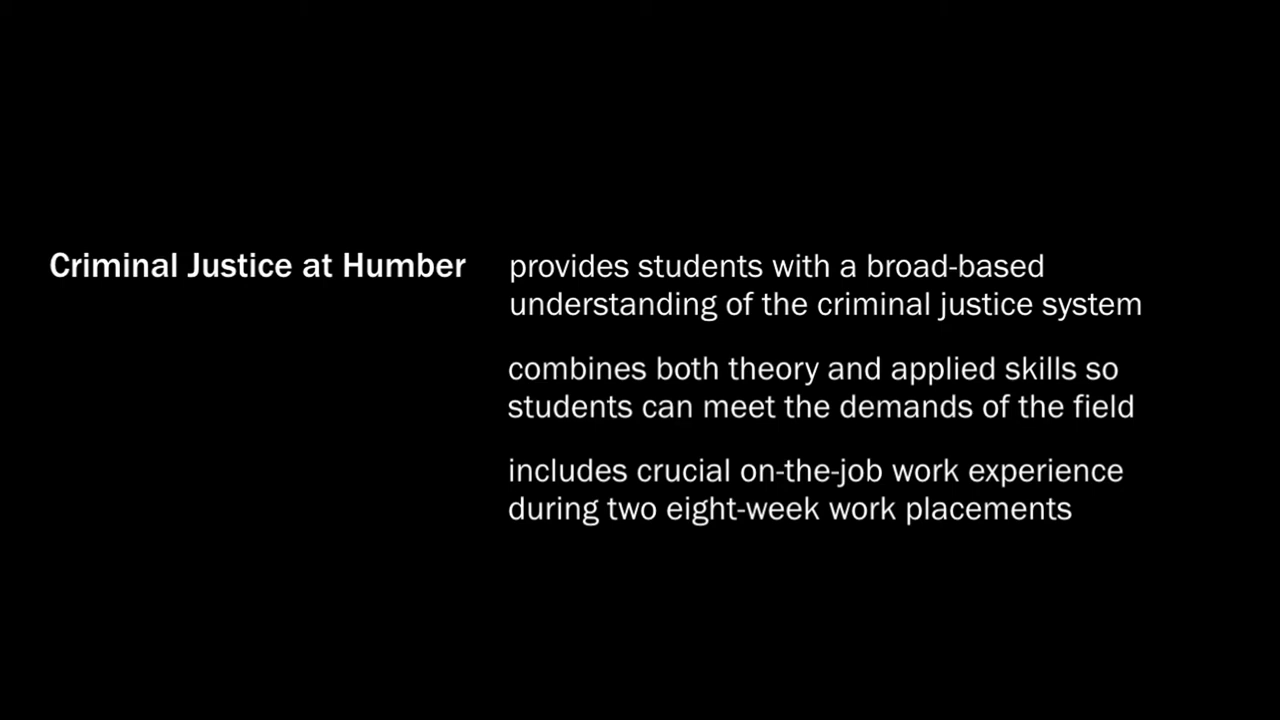 Criminal Justice at Humber
provides students with a broad-based
understanding of the criminal justice system
combines both theory and applied skills so
students can meet the demands of the field
includes crucial on-the-job work experience
during two eight-week work placements